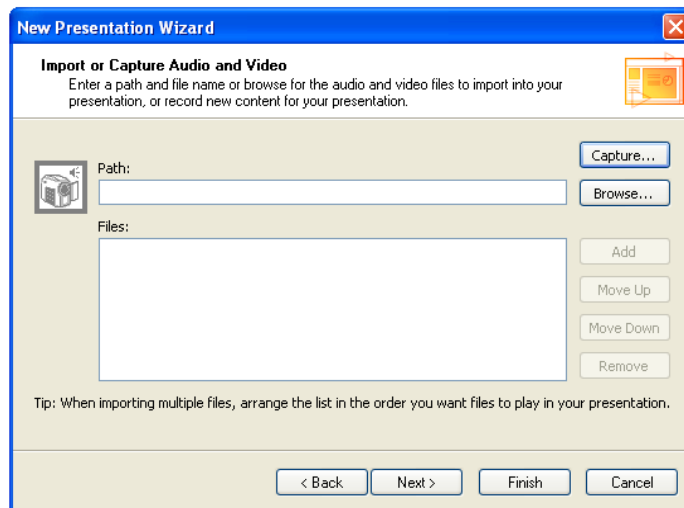 New Presentation Wizard
Import or Capture Audio and Video
Enter a path and file name or browse for the audio and video files to import into your
presentation, or record new content for your presentation.
Capture...
Path:
Browse...
Files:
Add
Move Up
Move Down
Remove
Tip: When importing multiple files, arrange the list in the order you want files to play in your presentation.
< Back
Next >
Finish
Cancel